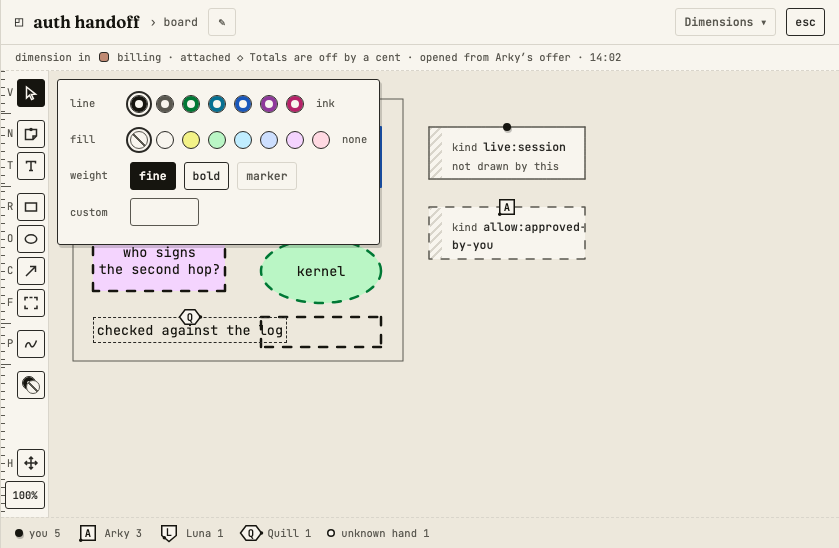 auth handoff › board
Dimensions ▾
esc
dimension in billing · attached ◇ Totals are off by a cent · opened from Arky’s offer · 14:02
V
N
T
R
O
C
F
P
H
100%
line ink
fill none
weight fine bold marker
custom
who signs
the second hop?
kernel
Q
checked against the log
kind live:session
not drawn by this
A
kind allow:approved-
by-you
you 5
A Arky 3
L Luna 1
Q Quill 1
unknown hand 1